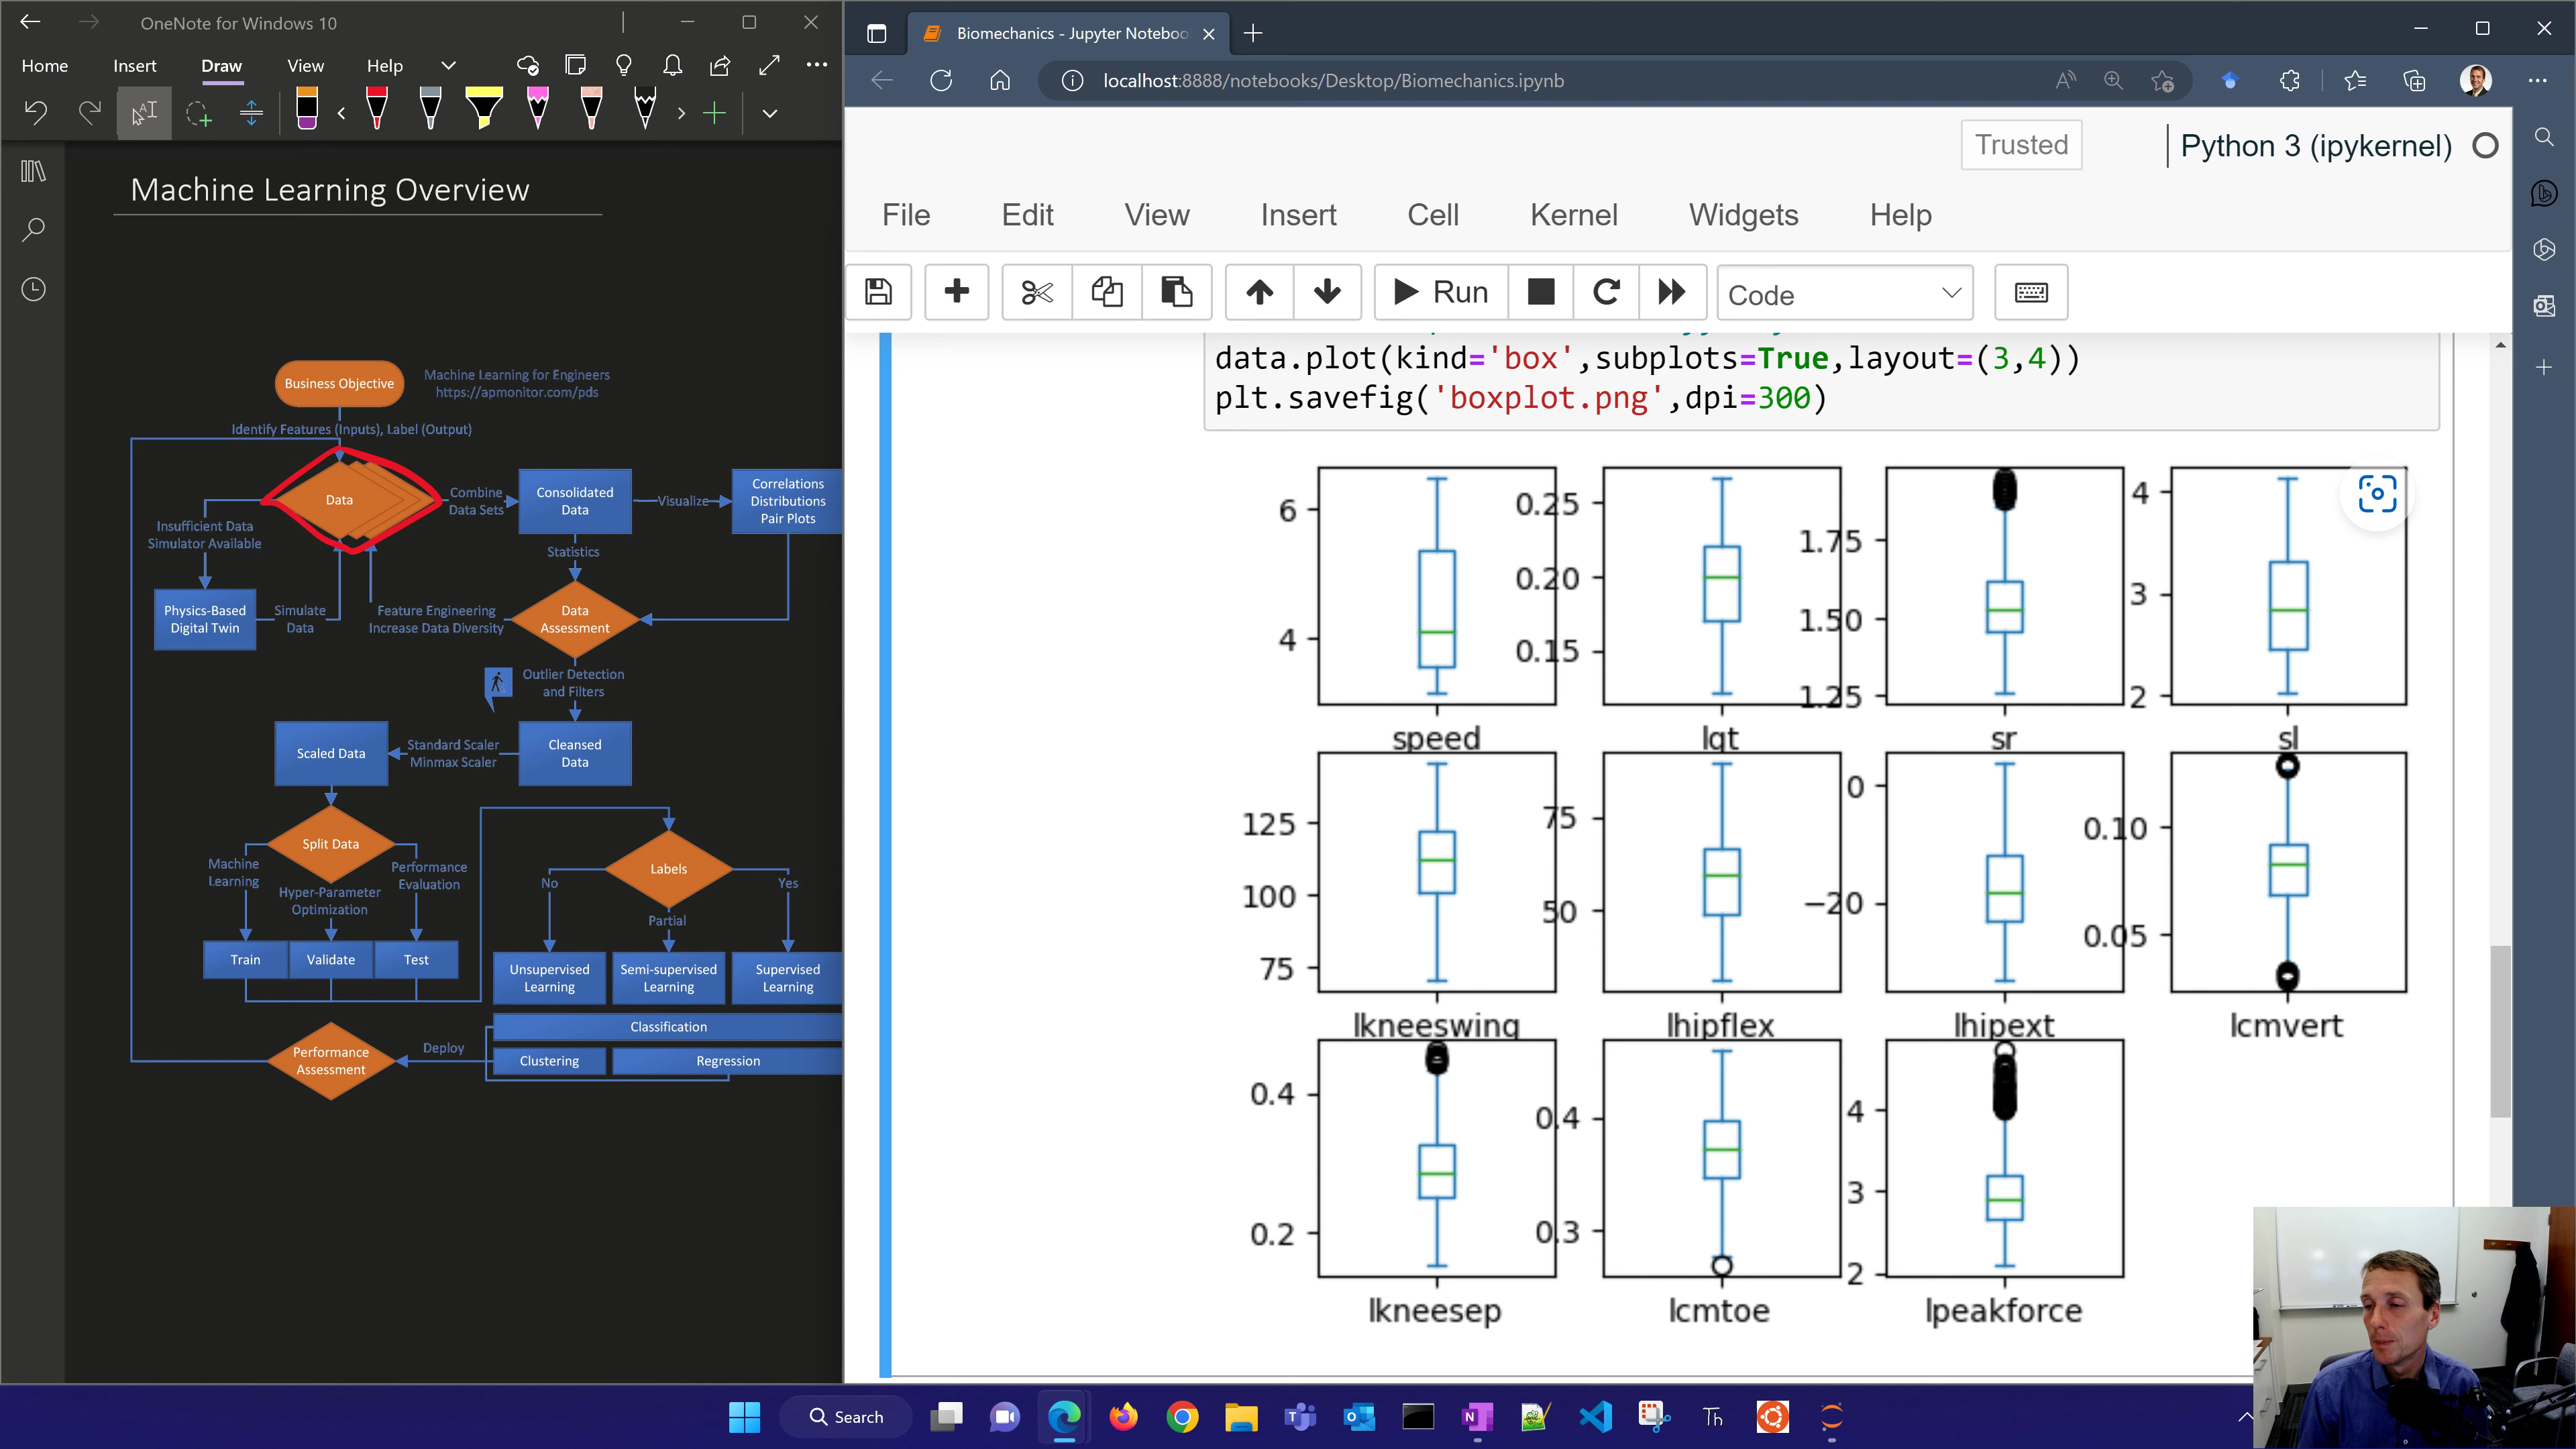 OneNote for Windows 10
Home Insert Draw View Help
Machine Learning Overview
Business Objective
Machine Learning for Engineers
https://apmonitor.com/pds
Identify Features (Inputs), Label (Output)
Data
Combine
Data Sets
Consolidated
Data
Visualize
Correlations
Distributions
Pair Plots
Insufficient Data
Simulator Available
Statistics
Physics-Based
Digital Twin
Simulate
Data
Feature Engineering
Increase Data Diversity
Data
Assessment
Outlier Detection
and Filters
Scaled Data
Standard Scaler
Minmax Scaler
Cleansed
Data
Split Data
Machine
Learning
Hyper-Parameter
Optimization
Performance
Evaluation
Labels
No
Partial
Yes
Train
Validate
Test
Unsupervised
Learning
Semi-supervised
Learning
Supervised
Learning
Classification
Clustering
Regression
Deploy
Performance
Assessment
Biomechanics - Jupyter Noteboo
localhost:8888/notebooks/Desktop/Biomechanics.ipynb
Trusted
Python 3 (ipykernel)
File Edit View Insert Cell Kernel Widgets Help
Run
Code
data.plot(kind='box',subplots=True,layout=(3,4))
plt.savefig('boxplot.png',dpi=300)
6
4
speed
0.25
0.20
0.15
lgt
1.75
1.50
1.25
sr
4
3
2
sl
125
100
75
lkneeswing
75
50
lhipflex
0
−20
lhipext
0.10
0.05
lcmvert
0.4
0.2
lkneesep
0.4
0.3
lcmtoe
4
3
2
lpeakforce
Search
Th